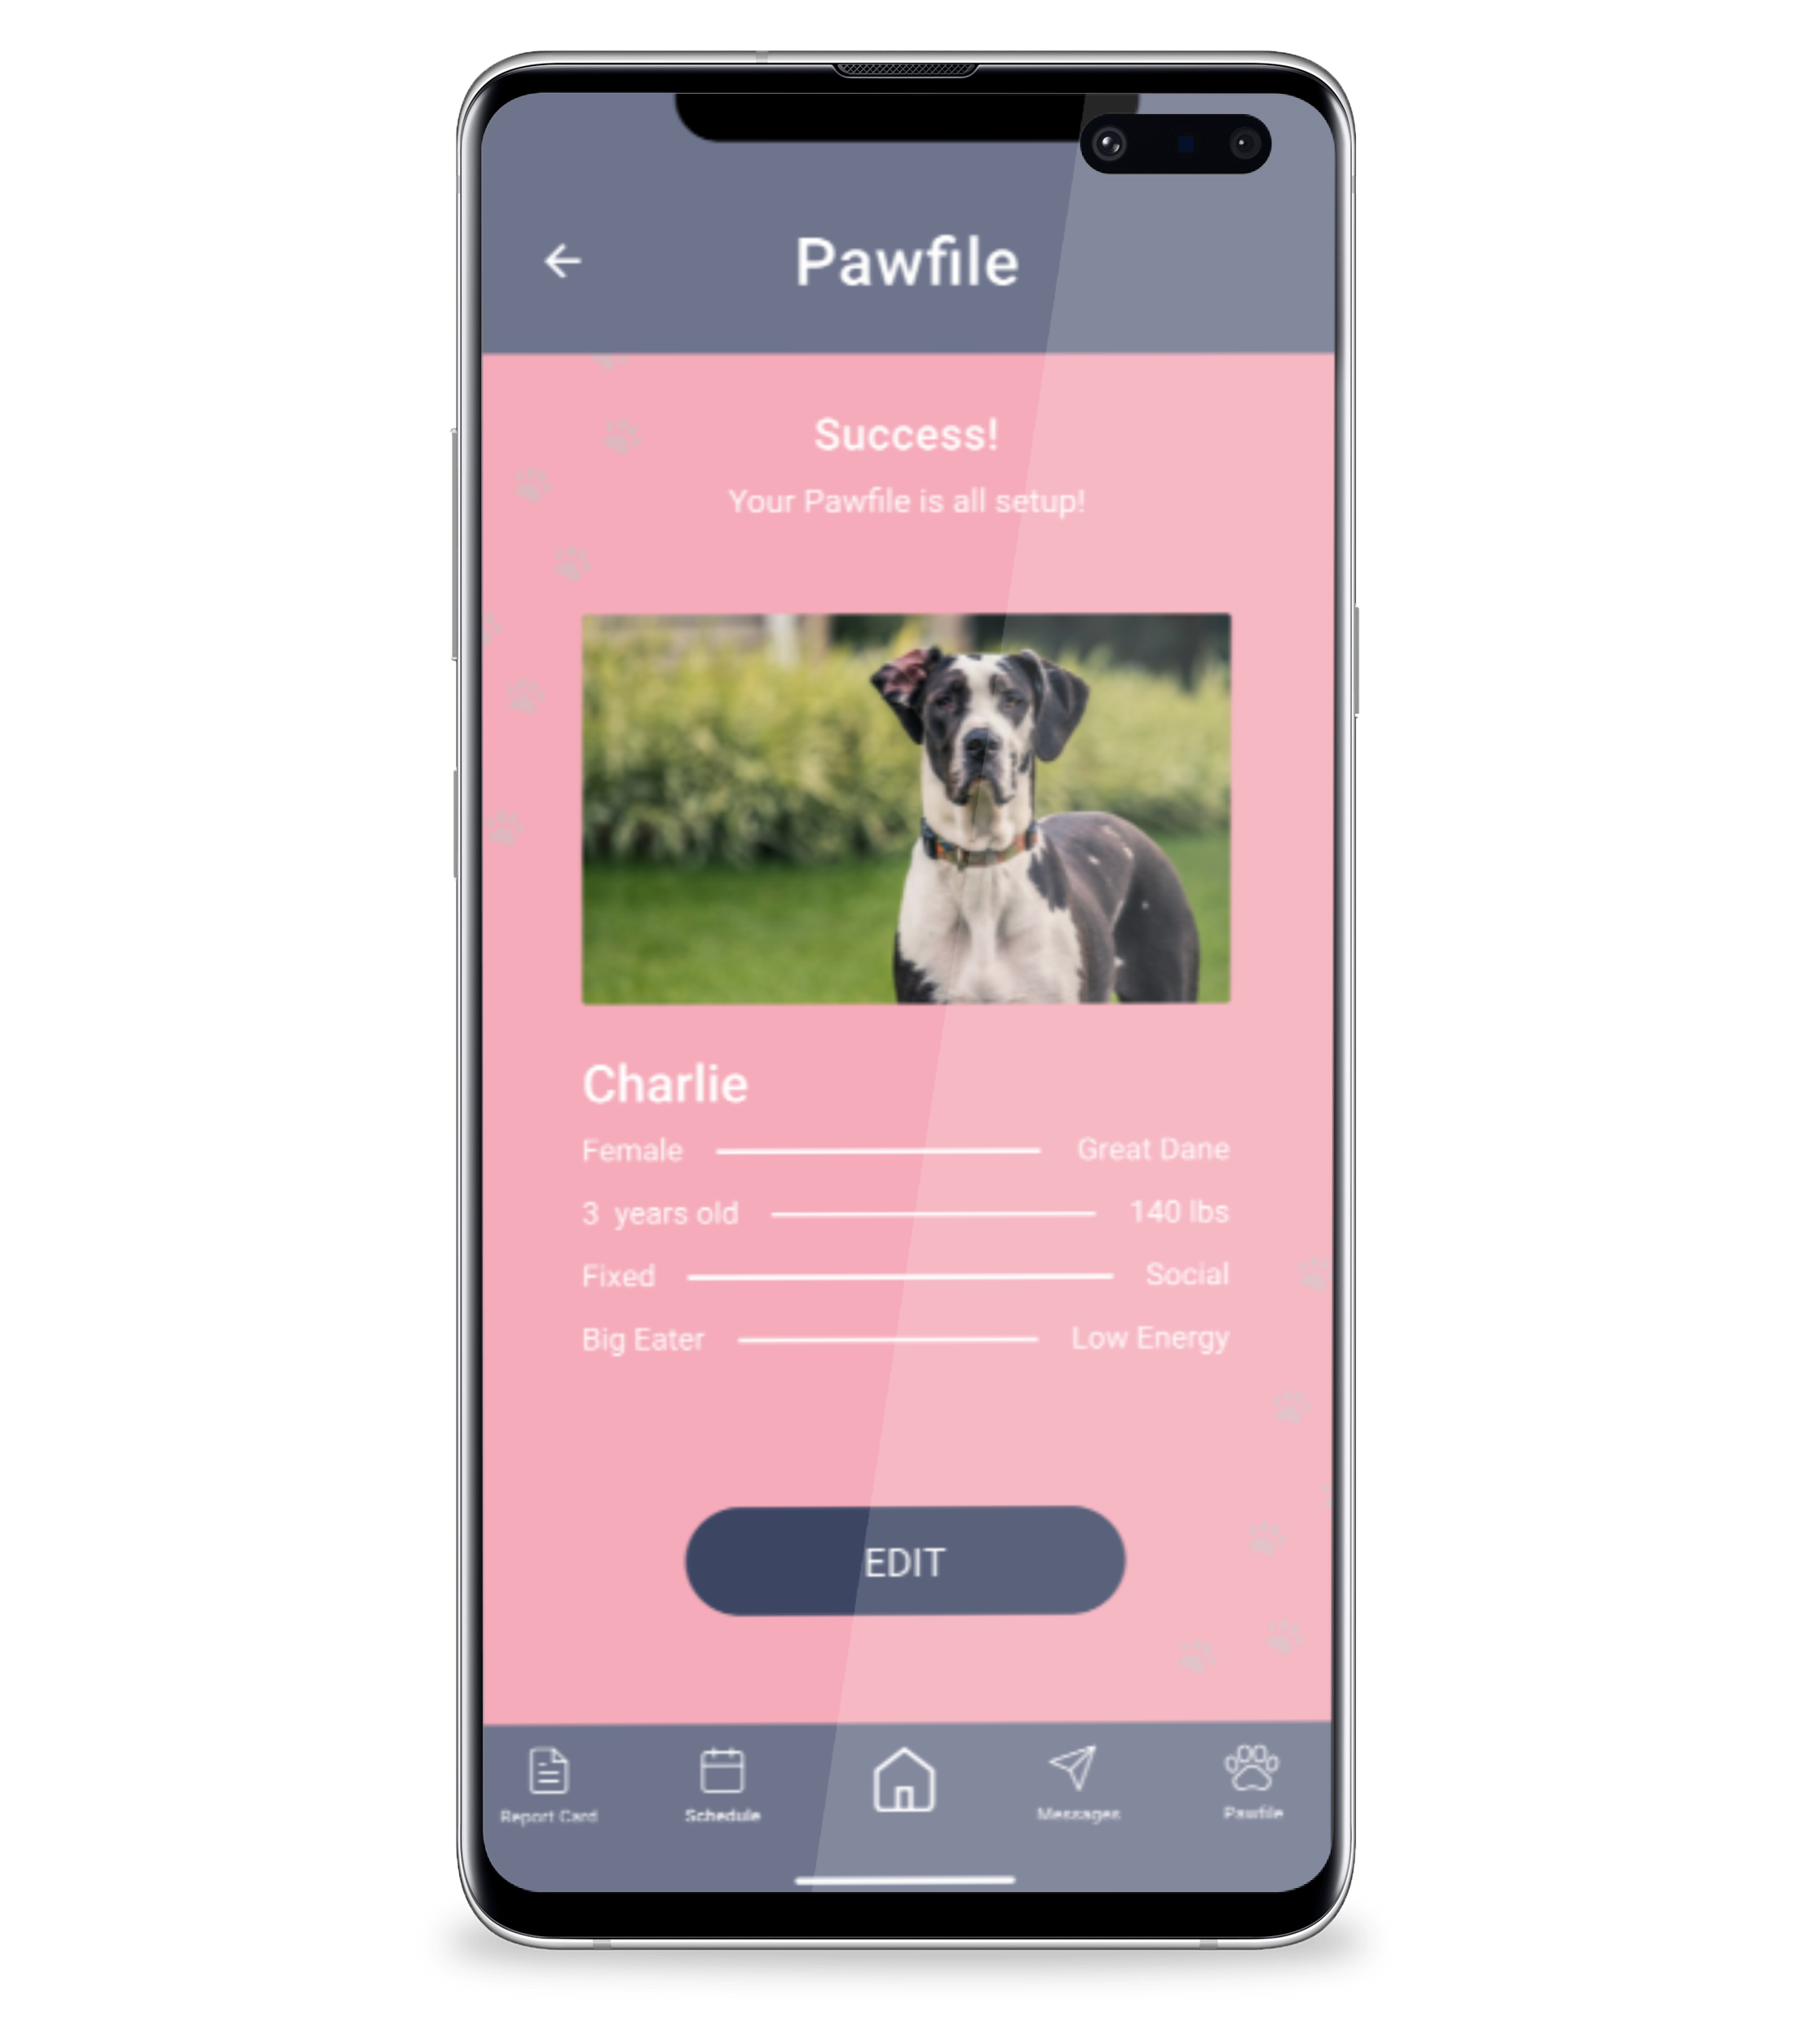 Pawfile
Success!
Your Pawfile is all setup!
Charlie
Female Great Dane
3 years old 140 lbs
Fixed Social
Big Eater Low Energy
EDIT
Report Card Schedule Messages Pawfile